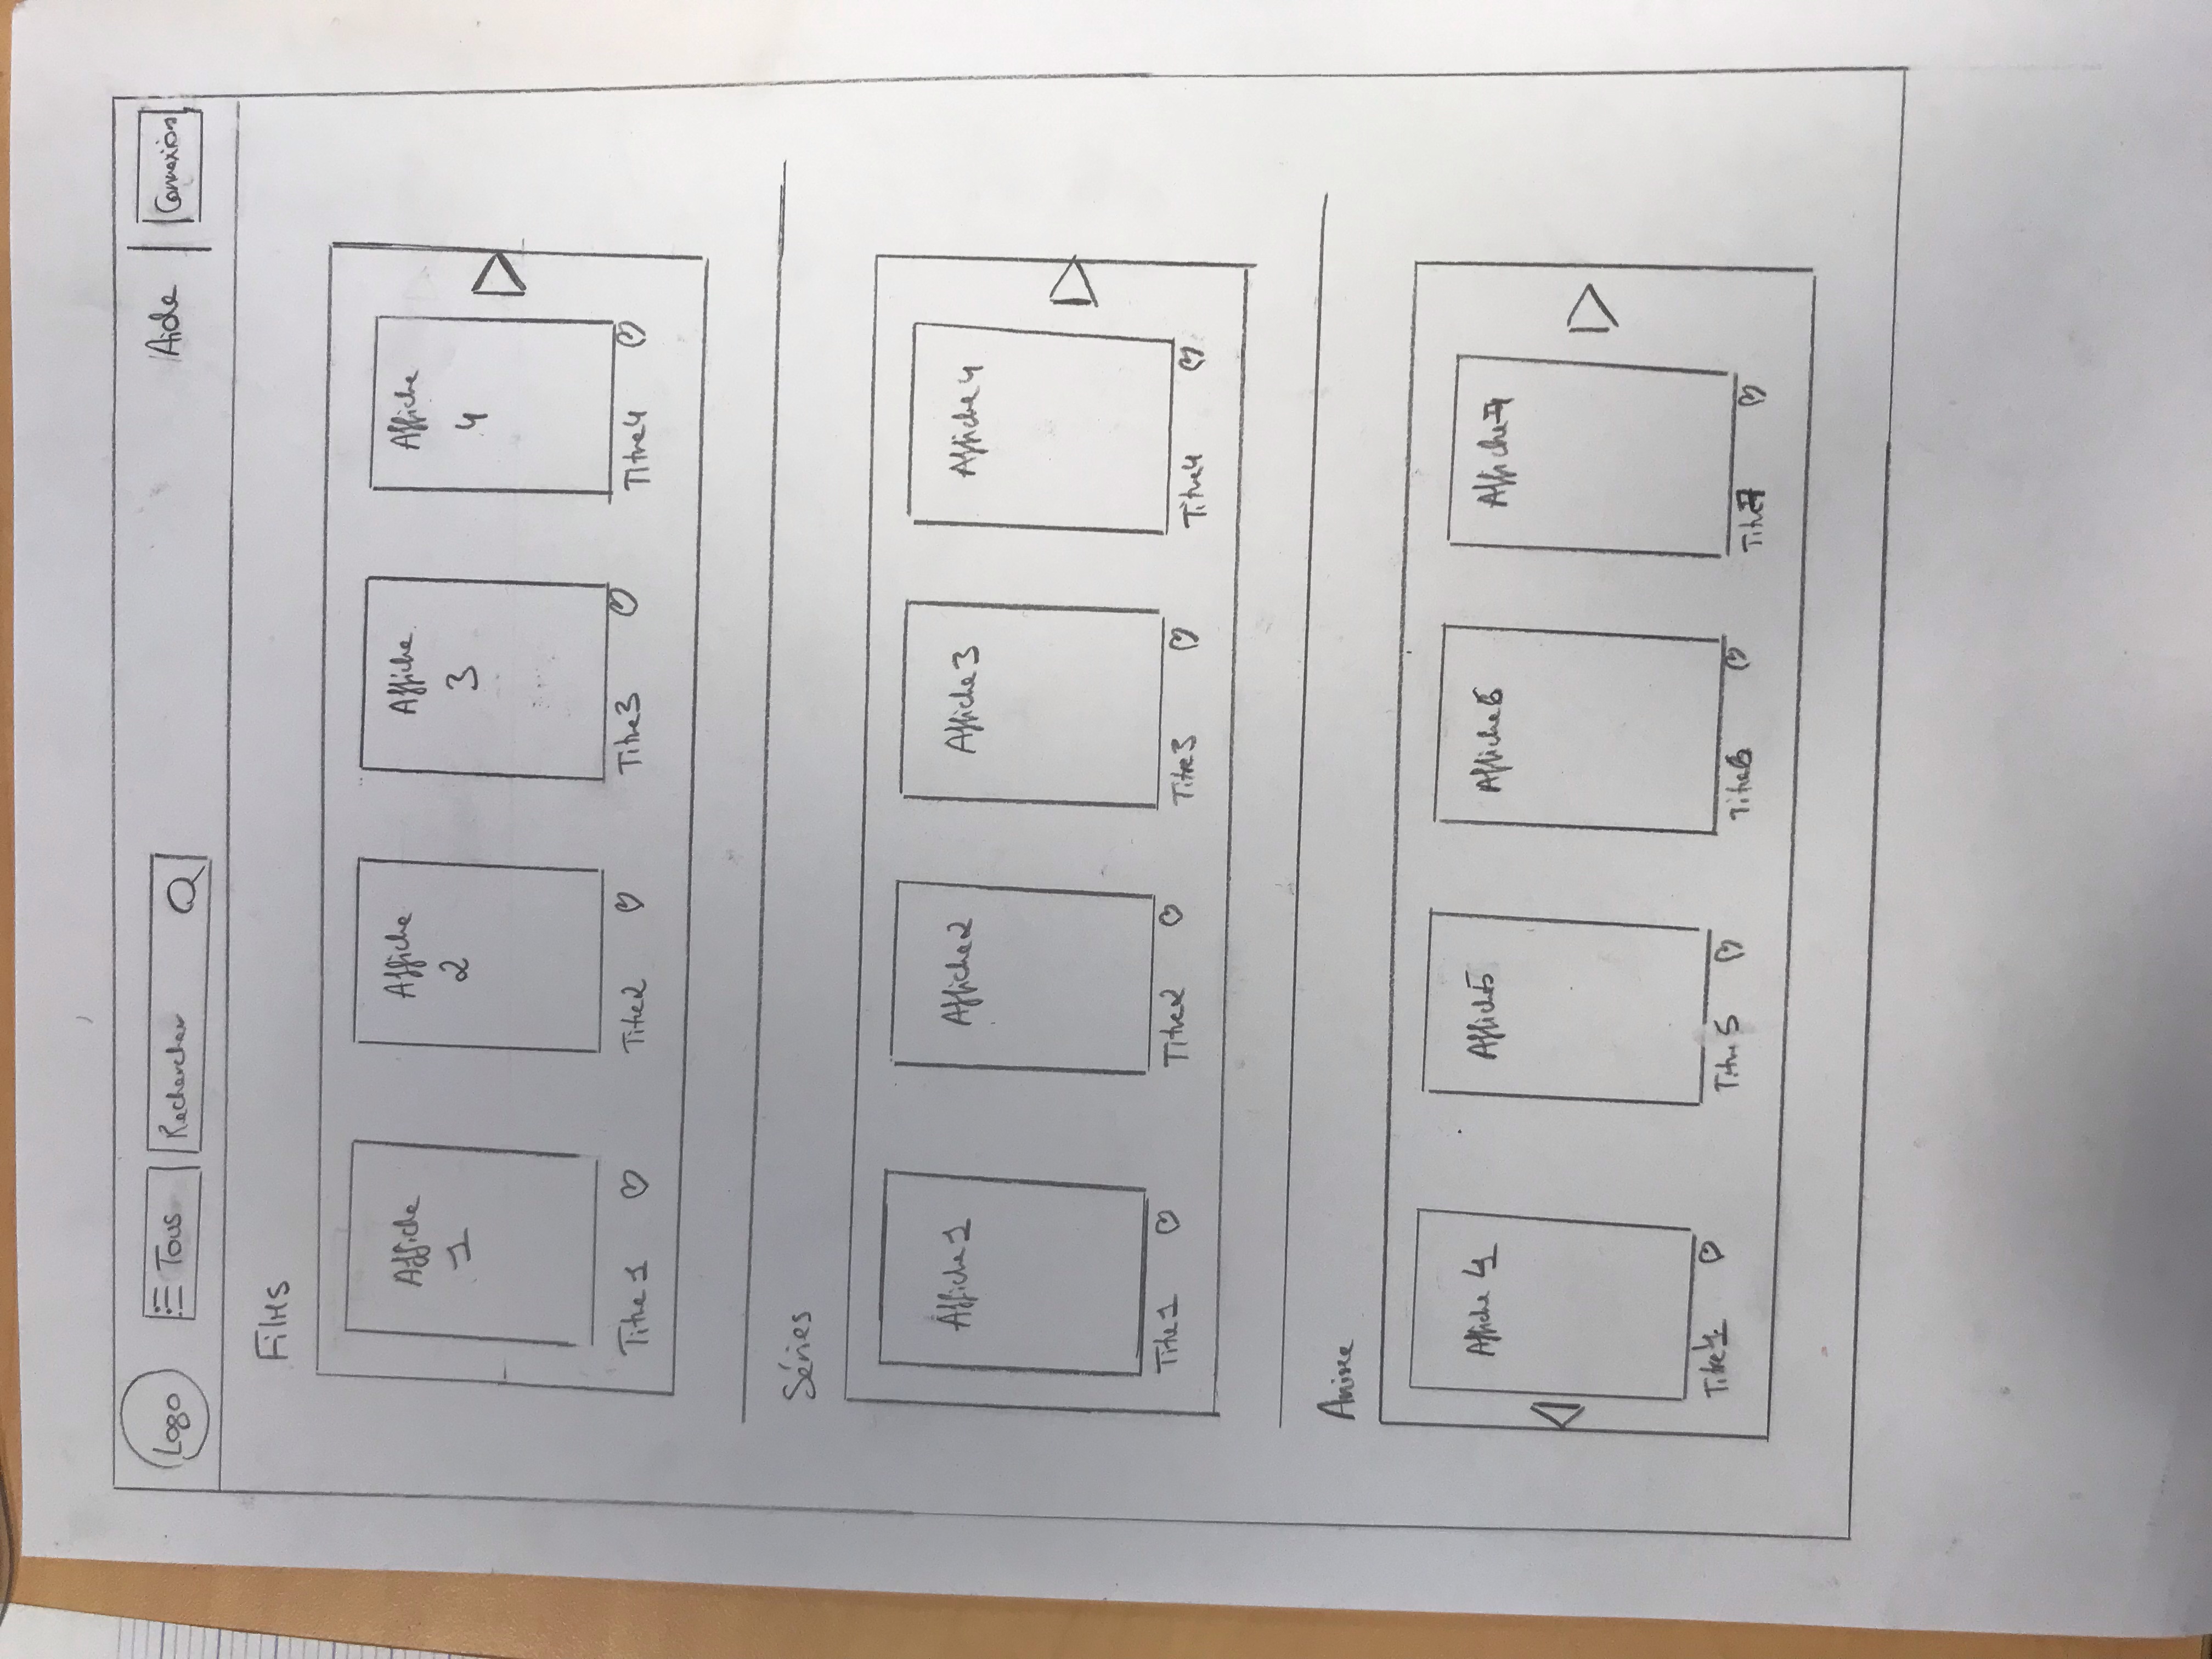 Logo
Tous
Rechercher
Aide
Connexion
Films
Affiche
1
Affiche
2
Affiche
3
Affiche
4
Titre 1
Titre2
Titre3
Titre4
Séries
Affiche 1
Affiche2
Affiche 3
Affiche 4
Titre1
Titre2
Titre3
Titre4
Anime
Affiche 4
Affiche5
Affiche6
Affiche7
Titre4
Titre 5
Titre6
Titre7